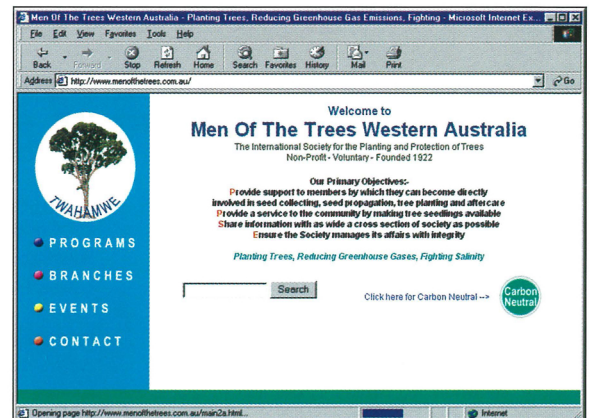 Men Of The Trees Western Australia - Planting Trees, Reducing Greenhouse Gas Emissions, Fighting - Microsoft Internet Ex...
File Edit View Favorites Tools Help
Back Forward Stop Refresh Home Search Favorites History Mail Print
Address http://www.menofthetrees.com.au/ Go
Welcome to
Men Of The Trees Western Australia
The International Society for the Planting and Protection of Trees
Non-Profit - Voluntary - Founded 1922
Our Primary Objectives:-
Provide support to members by which they can become directly
involved in seed collecting, seed propagation, tree planting and aftercare
Provide a service to the community by making tree seedlings available
Share information with as wide a cross section of society as possible
Ensure the Society manages its affairs with integrity
Planting Trees, Reducing Greenhouse Gases, Fighting Salinity
Search
Click here for Carbon Neutral -->
Carbon
Neutral
TWAHAMWE
PROGRAMS
BRANCHES
EVENTS
CONTACT
Opening page http://www.menofthetrees.com.au/main2a.html... Internet